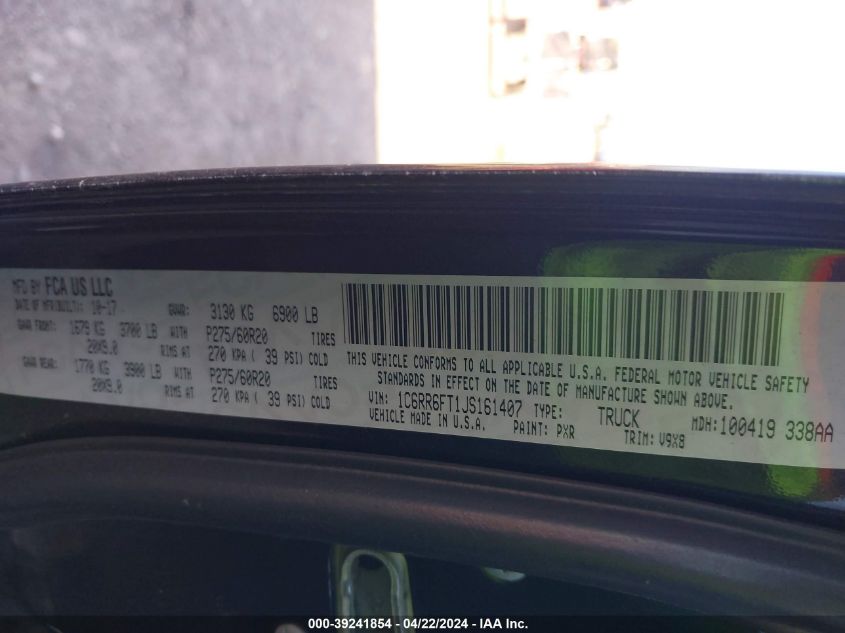 MFD BY FCA US LLC
DATE OF MFR/BUILT: 10-17 GVWR: 3130 KG 6900 LB
GAWR FRONT: 1679 KG 3700 LB WITH P275/60R20 TIRES
20X9.0 RIMS AT 270 KPA ( 39 PSI) COLD
GAWR REAR: 1770 KG 3900 LB WITH P275/60R20 TIRES
20X9.0 RIMS AT 270 KPA ( 39 PSI) COLD
THIS VEHICLE CONFORMS TO ALL APPLICABLE U.S.A. FEDERAL MOTOR VEHICLE SAFETY
STANDARDS IN EFFECT ON THE DATE OF MANUFACTURE SHOWN ABOVE.
VIN: 1C6RR6FT1JS161407 TYPE: TRUCK MDH:100419 338AA
VEHICLE MADE IN U.S.A. PAINT: PXR TRIM: V9X8
000-39241854 - 04/22/2024 - IAA Inc.